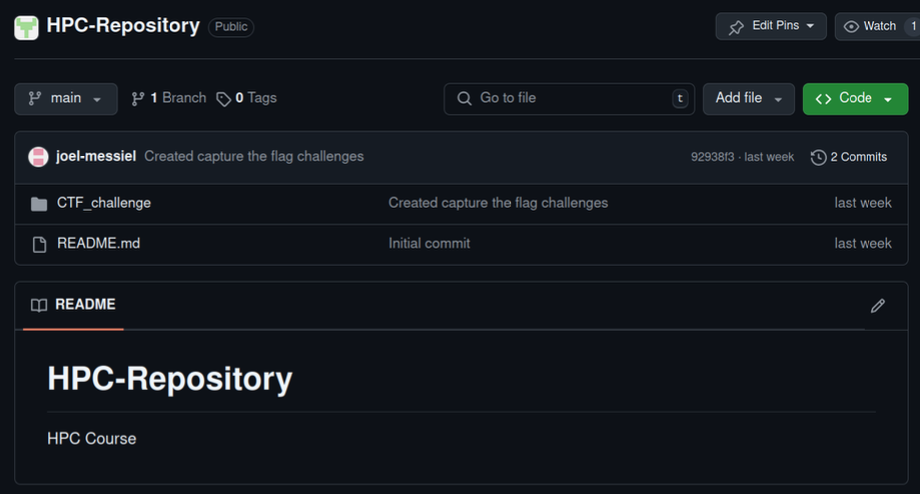 HPC-Repository Public Edit Pins Watch 1
main 1 Branch 0 Tags Go to file t Add file Code
joel-messiel Created capture the flag challenges 92938f3 · last week 2 Commits
CTF_challenge Created capture the flag challenges last week
README.md Initial commit last week
README
HPC-Repository
HPC Course